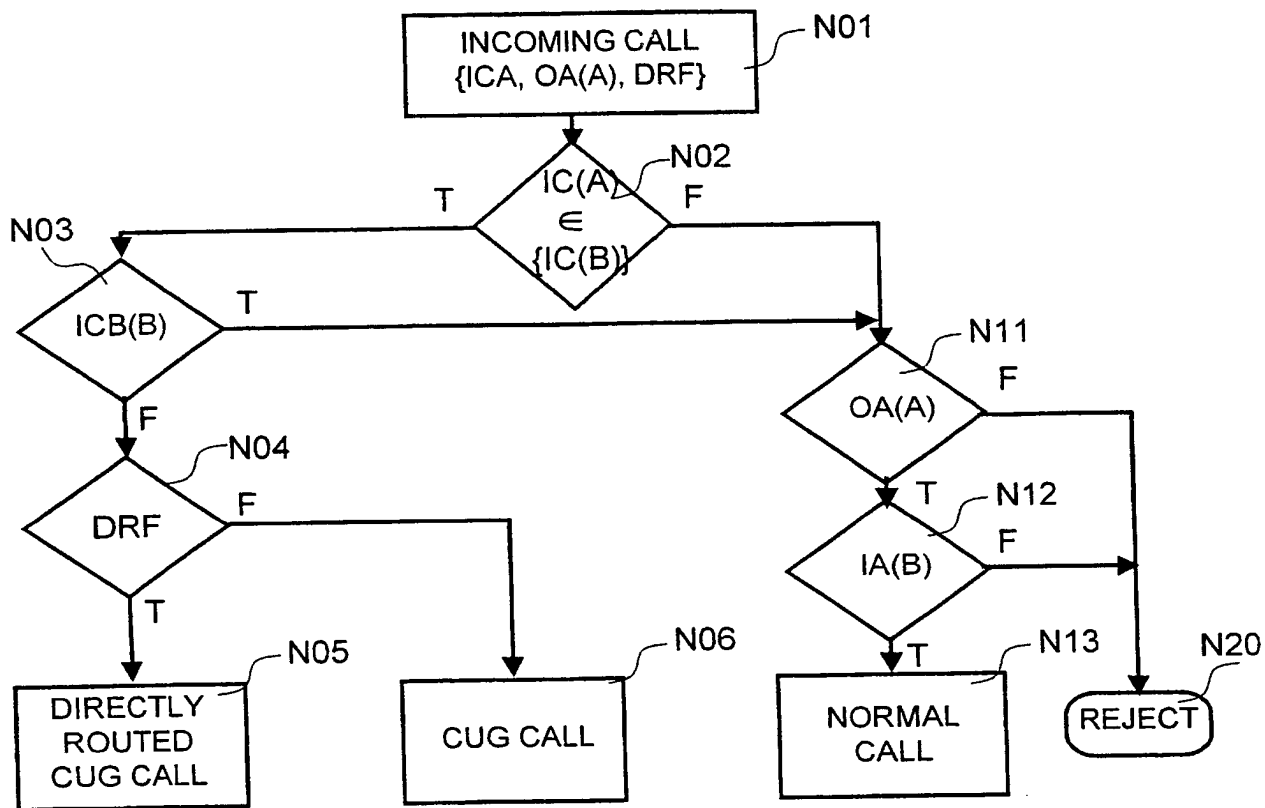 INCOMING CALL
{ICA, OA(A), DRF}
N01
N02
IC(A)
∈
{IC(B)}
T
F
N03
ICB(B)
T
F
N11
OA(A)
F
T
N04
DRF
F
T
N12
IA(B)
F
T
N05
DIRECTLY
ROUTED
CUG CALL
N06
CUG CALL
N13
NORMAL
CALL
N20
REJECT